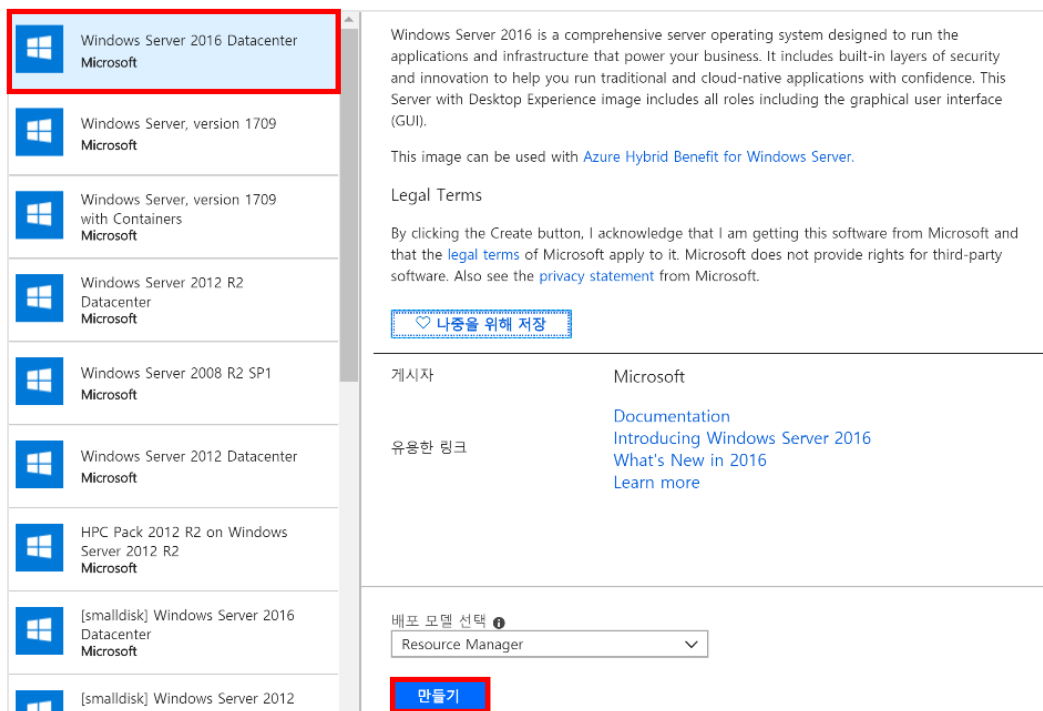 Windows Server 2016 Datacenter
Microsoft
Windows Server, version 1709
Microsoft
Windows Server, version 1709
with Containers
Microsoft
Windows Server 2012 R2
Datacenter
Microsoft
Windows Server 2008 R2 SP1
Microsoft
Windows Server 2012 Datacenter
Microsoft
HPC Pack 2012 R2 on Windows
Server 2012 R2
Microsoft
[smalldisk] Windows Server 2016
Datacenter
Microsoft
[smalldisk] Windows Server 2012
Windows Server 2016 is a comprehensive server operating system designed to run the
applications and infrastructure that power your business. It includes built-in layers of security
and innovation to help you run traditional and cloud-native applications with confidence. This
Server with Desktop Experience image includes all roles including the graphical user interface
(GUI).
This image can be used with Azure Hybrid Benefit for Windows Server.
Legal Terms
By clicking the Create button, I acknowledge that I am getting this software from Microsoft and
that the legal terms of Microsoft apply to it. Microsoft does not provide rights for third-party
software. Also see the privacy statement from Microsoft.
♡ 나중을 위해 저장
게시자 Microsoft
유용한 링크
Documentation
Introducing Windows Server 2016
What's New in 2016
Learn more
배포 모델 선택
Resource Manager
만들기